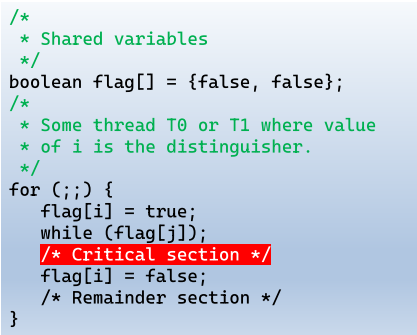 /*
 * Shared variables
 */
boolean flag[] = {false, false};
/*
 * Some thread T0 or T1 where value
 * of i is the distinguisher.
 */
for (;;) {
   flag[i] = true;
   while (flag[j]);
   /* Critical section */
   flag[i] = false;
   /* Remainder section */
}